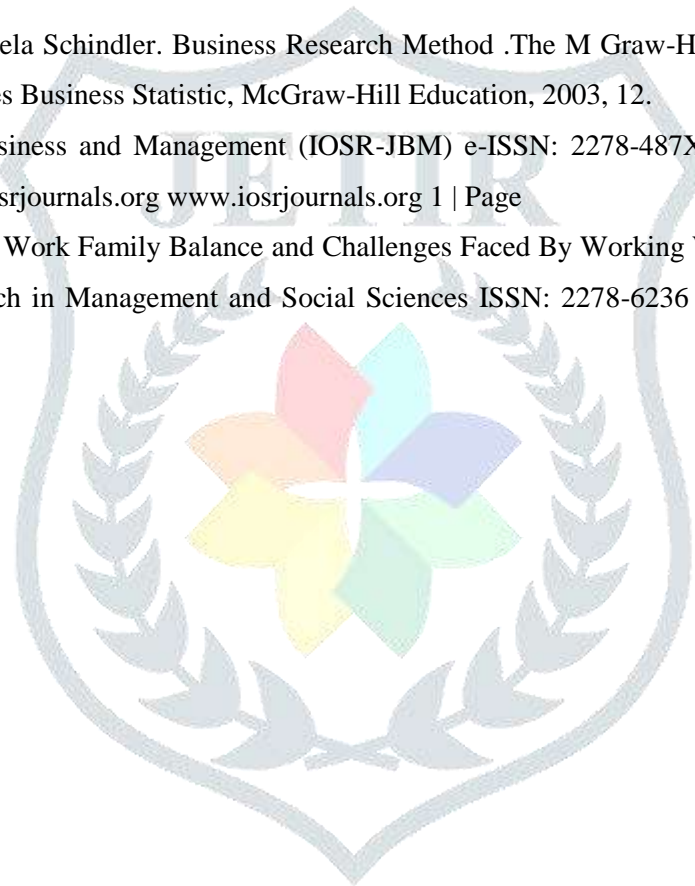 ela Schindler. Business Research Method .The M Graw-H
es Business Statistic, McGraw-Hill Education, 2003, 12.
siness and Management (IOSR-JBM) e-ISSN: 2278-487X
srjournals.org www.iosrjournals.org 1 | Page
Work Family Balance and Challenges Faced By Working
ch in Management and Social Sciences ISSN: 2278-6236
JETIR